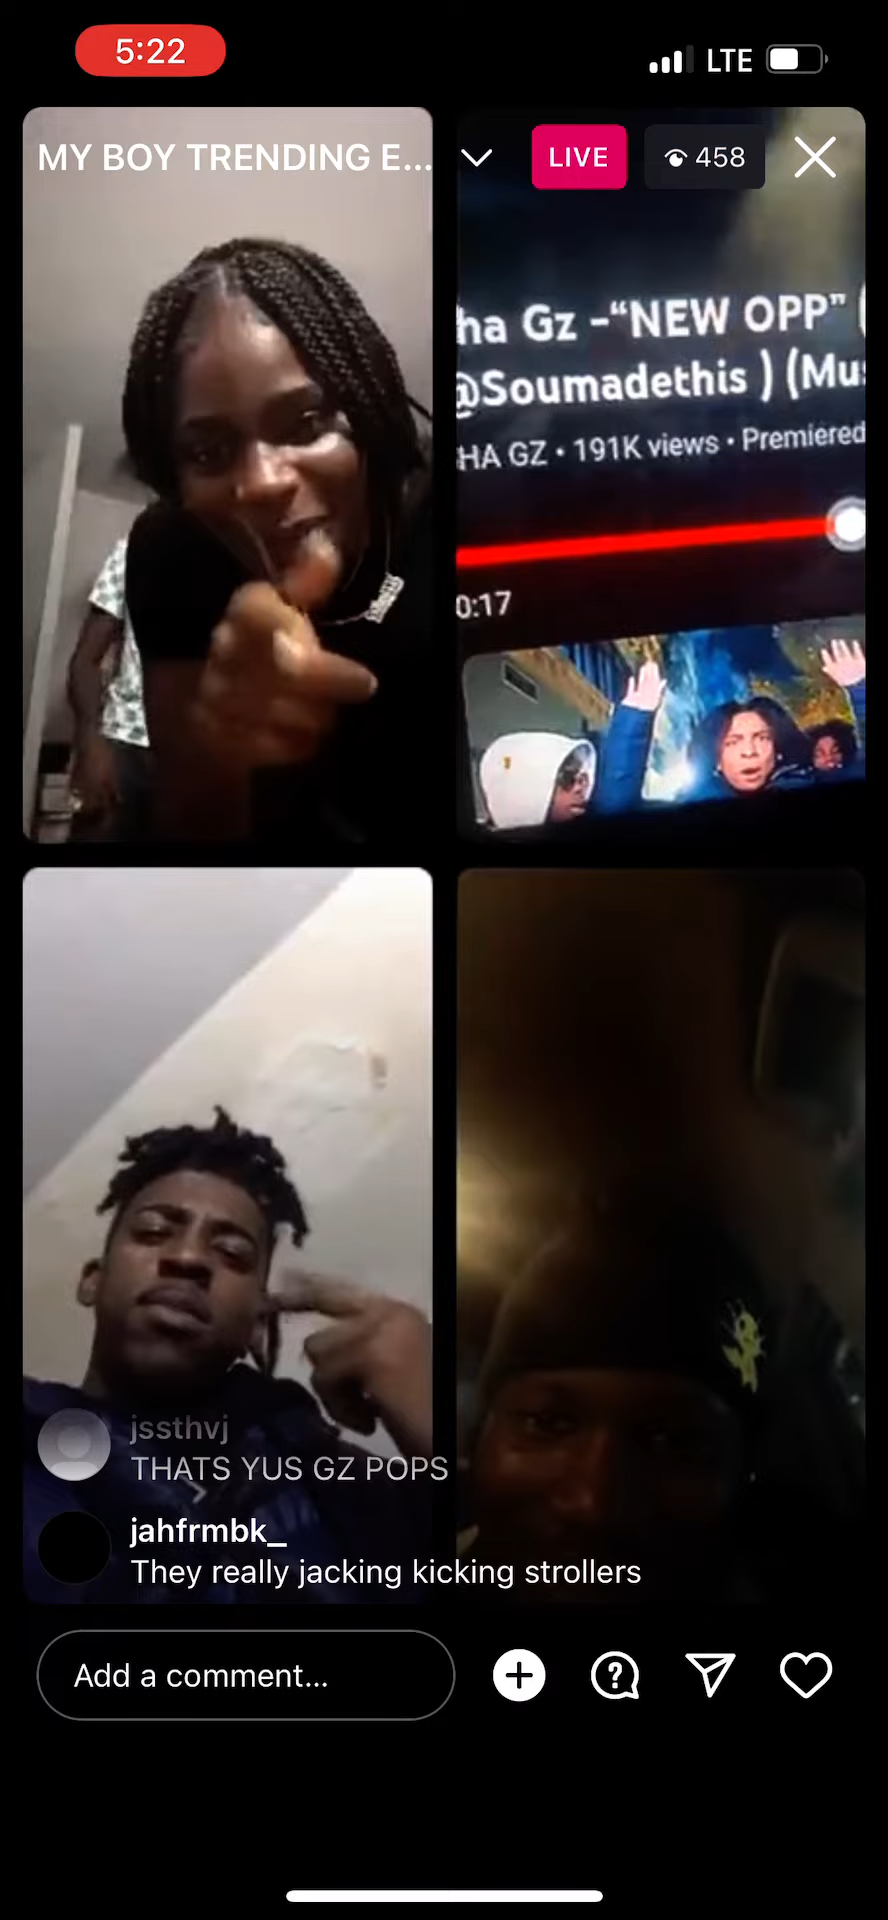 5:22
LTE
MY BOY TRENDING E...
LIVE
458
ha Gz -“NEW OPP” (
@Soumadethis ) (Mus
HA GZ • 191K views • Premiered
0:17
jssthvj
THATS YUS GZ POPS
jahfrmbk_
They really jacking kicking strollers
Add a comment...